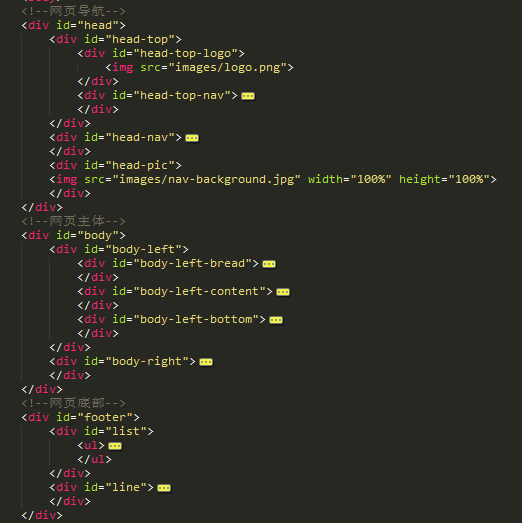 <body>
<!--网页导航-->
<div id="head">
<div id="head-top">
<div id="head-top-logo">
<img src="images/logo.png">
</div>
<div id="head-top-nav">
</div>
</div>
<div id="head-nav">
</div>
<div id="head-pic">
<img src="images/nav-background.jpg" width="100%" height="100%">
</div>
</div>
<!--网页主体-->
<div id="body">
<div id="body-left">
<div id="body-left-bread">
</div>
<div id="body-left-content">
</div>
<div id="body-left-bottom">
</div>
</div>
<div id="body-right">
</div>
</div>
<!--网页底部-->
<div id="footer">
<div id="list">
<ul>
</ul>
</div>
<div id="line">
</div>
</div>